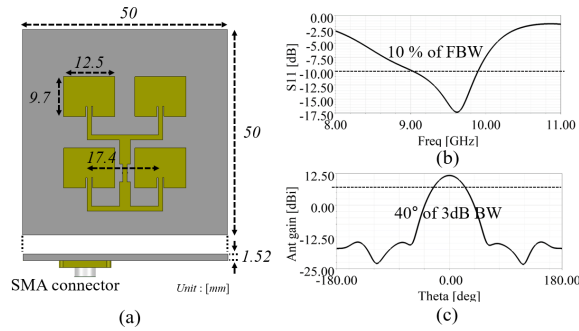 50
12.5
9.7
17.4
50
1.52
SMA connector
Unit : [mm]
(a)
0.00
-2.50
-5.00
-7.50
-10.00
-12.50
-15.00
-17.50
S11 [dB]
10 % of FBW
8.00 9.00 10.00 11.00
Freq [GHz]
(b)
12.50
0.00
-12.50
-25.00
Ant gain [dBi]
40° of 3dB BW
-180.00 0.00 180.00
Theta [deg]
(c)